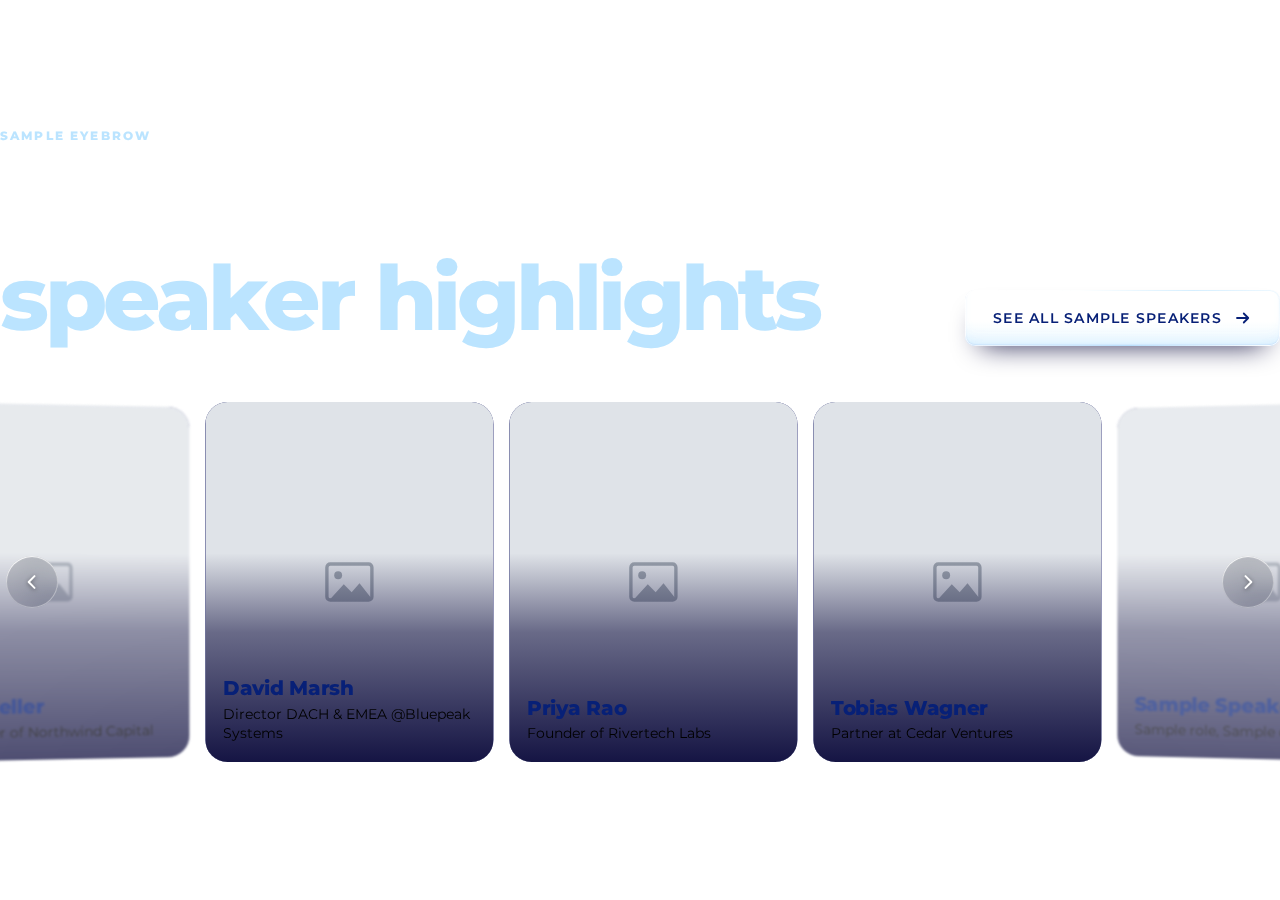 SAMPLE EYEBROW
speaker highlights
SEE ALL SAMPLE SPEAKERS
eller
r of Northwind Capital
David Marsh
Director DACH & EMEA @Bluepeak
Systems
Priya Rao
Founder of Rivertech Labs
Tobias Wagner
Partner at Cedar Ventures
Sample Speak
Sample role, Sample